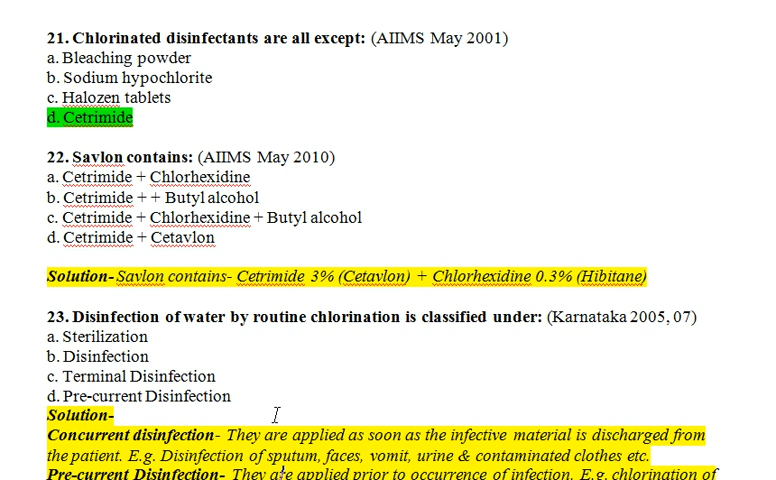 21. Chlorinated disinfectants are all except: (AIIMS May 2001)
a. Bleaching powder
b. Sodium hypochlorite
c. Halozen tablets
d. Cetrimide
22. Savlon contains: (AIIMS May 2010)
a. Cetrimide + Chlorhexidine
b. Cetrimide + + Butyl alcohol
c. Cetrimide + Chlorhexidine + Butyl alcohol
d. Cetrimide + Cetavlon
Solution- Savlon contains- Cetrimide 3% (Cetavlon) + Chlorhexidine 0.3% (Hibitane)
23. Disinfection of water by routine chlorination is classified under: (Karnataka 2005, 07)
a. Sterilization
b. Disinfection
c. Terminal Disinfection
d. Pre-current Disinfection
Solution-
Concurrent disinfection- They are applied as soon as the infective material is discharged from
the patient. E.g. Disinfection of sputum, faces, vomit, urine & contaminated clothes etc.
Pre-current Disinfection- They are applied prior to occurrence of infection. E.g. chlorination of